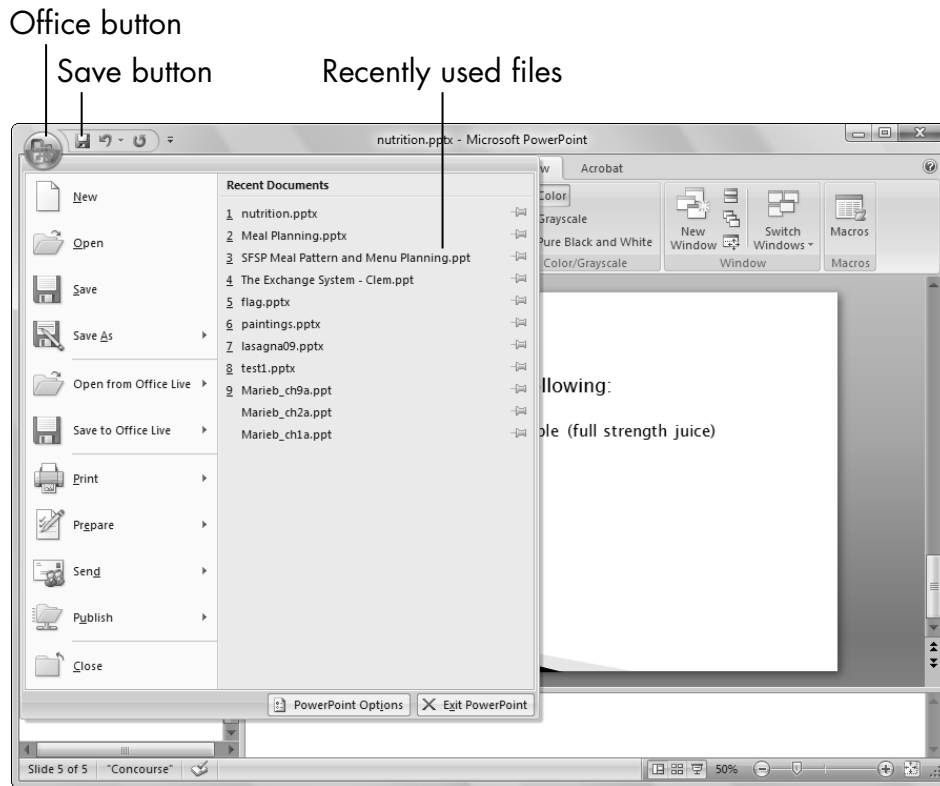 Office button
Save button
Recently used files
nutrition.pptx - Microsoft PowerPoint
w
Acrobat
New
Open
Save
Save As
Open from Office Live
Save to Office Live
Print
Prepare
Send
Publish
Close
Recent Documents
1 nutrition.pptx
2 Meal Planning.pptx
3 SFSP Meal Pattern and Menu Planning.ppt
4 The Exchange System - Clem.ppt
5 flag.pptx
6 paintings.pptx
7 lasagna09.pptx
8 test1.pptx
9 Marieb_ch9a.ppt
Marieb_ch2a.ppt
Marieb_ch1a.ppt
PowerPoint Options
Exit PowerPoint
Color
Grayscale
Pure Black and White
Color/Grayscale
New
Window
Switch
Windows
Window
Macros
Macros
llowing:
ble (full strength juice)
Slide 5 of 5
"Concourse"
50%